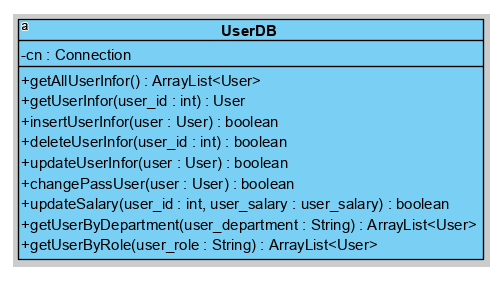 a
UserDB
-cn : Connection
+getAllUserInfor() : ArrayList<User>
+getUserInfor(user_id : int) : User
+insertUserInfor(user : User) : boolean
+deleteUserInfor(user_id : int) : boolean
+updateUserInfor(user : User) : boolean
+changePassUser(user : User) : boolean
+updateSalary(user_id : int, user_salary : user_salary) : boolean
+getUserByDepartment(user_department : String) : ArrayList<User>
+getUserByRole(user_role : String) : ArrayList<User>